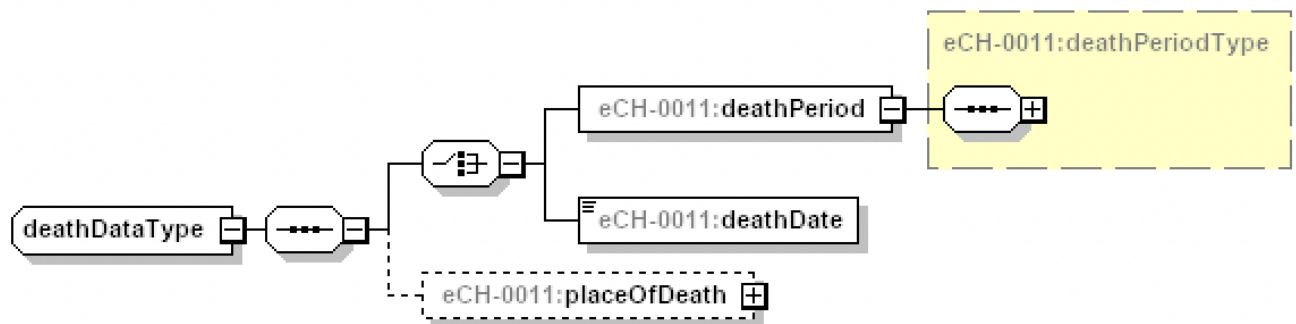 eCH-0011:deathPeriodType
eCH-0011:deathPeriod
eCH-0011:deathDate
deathDataType
eCH-0011:placeOfDeath